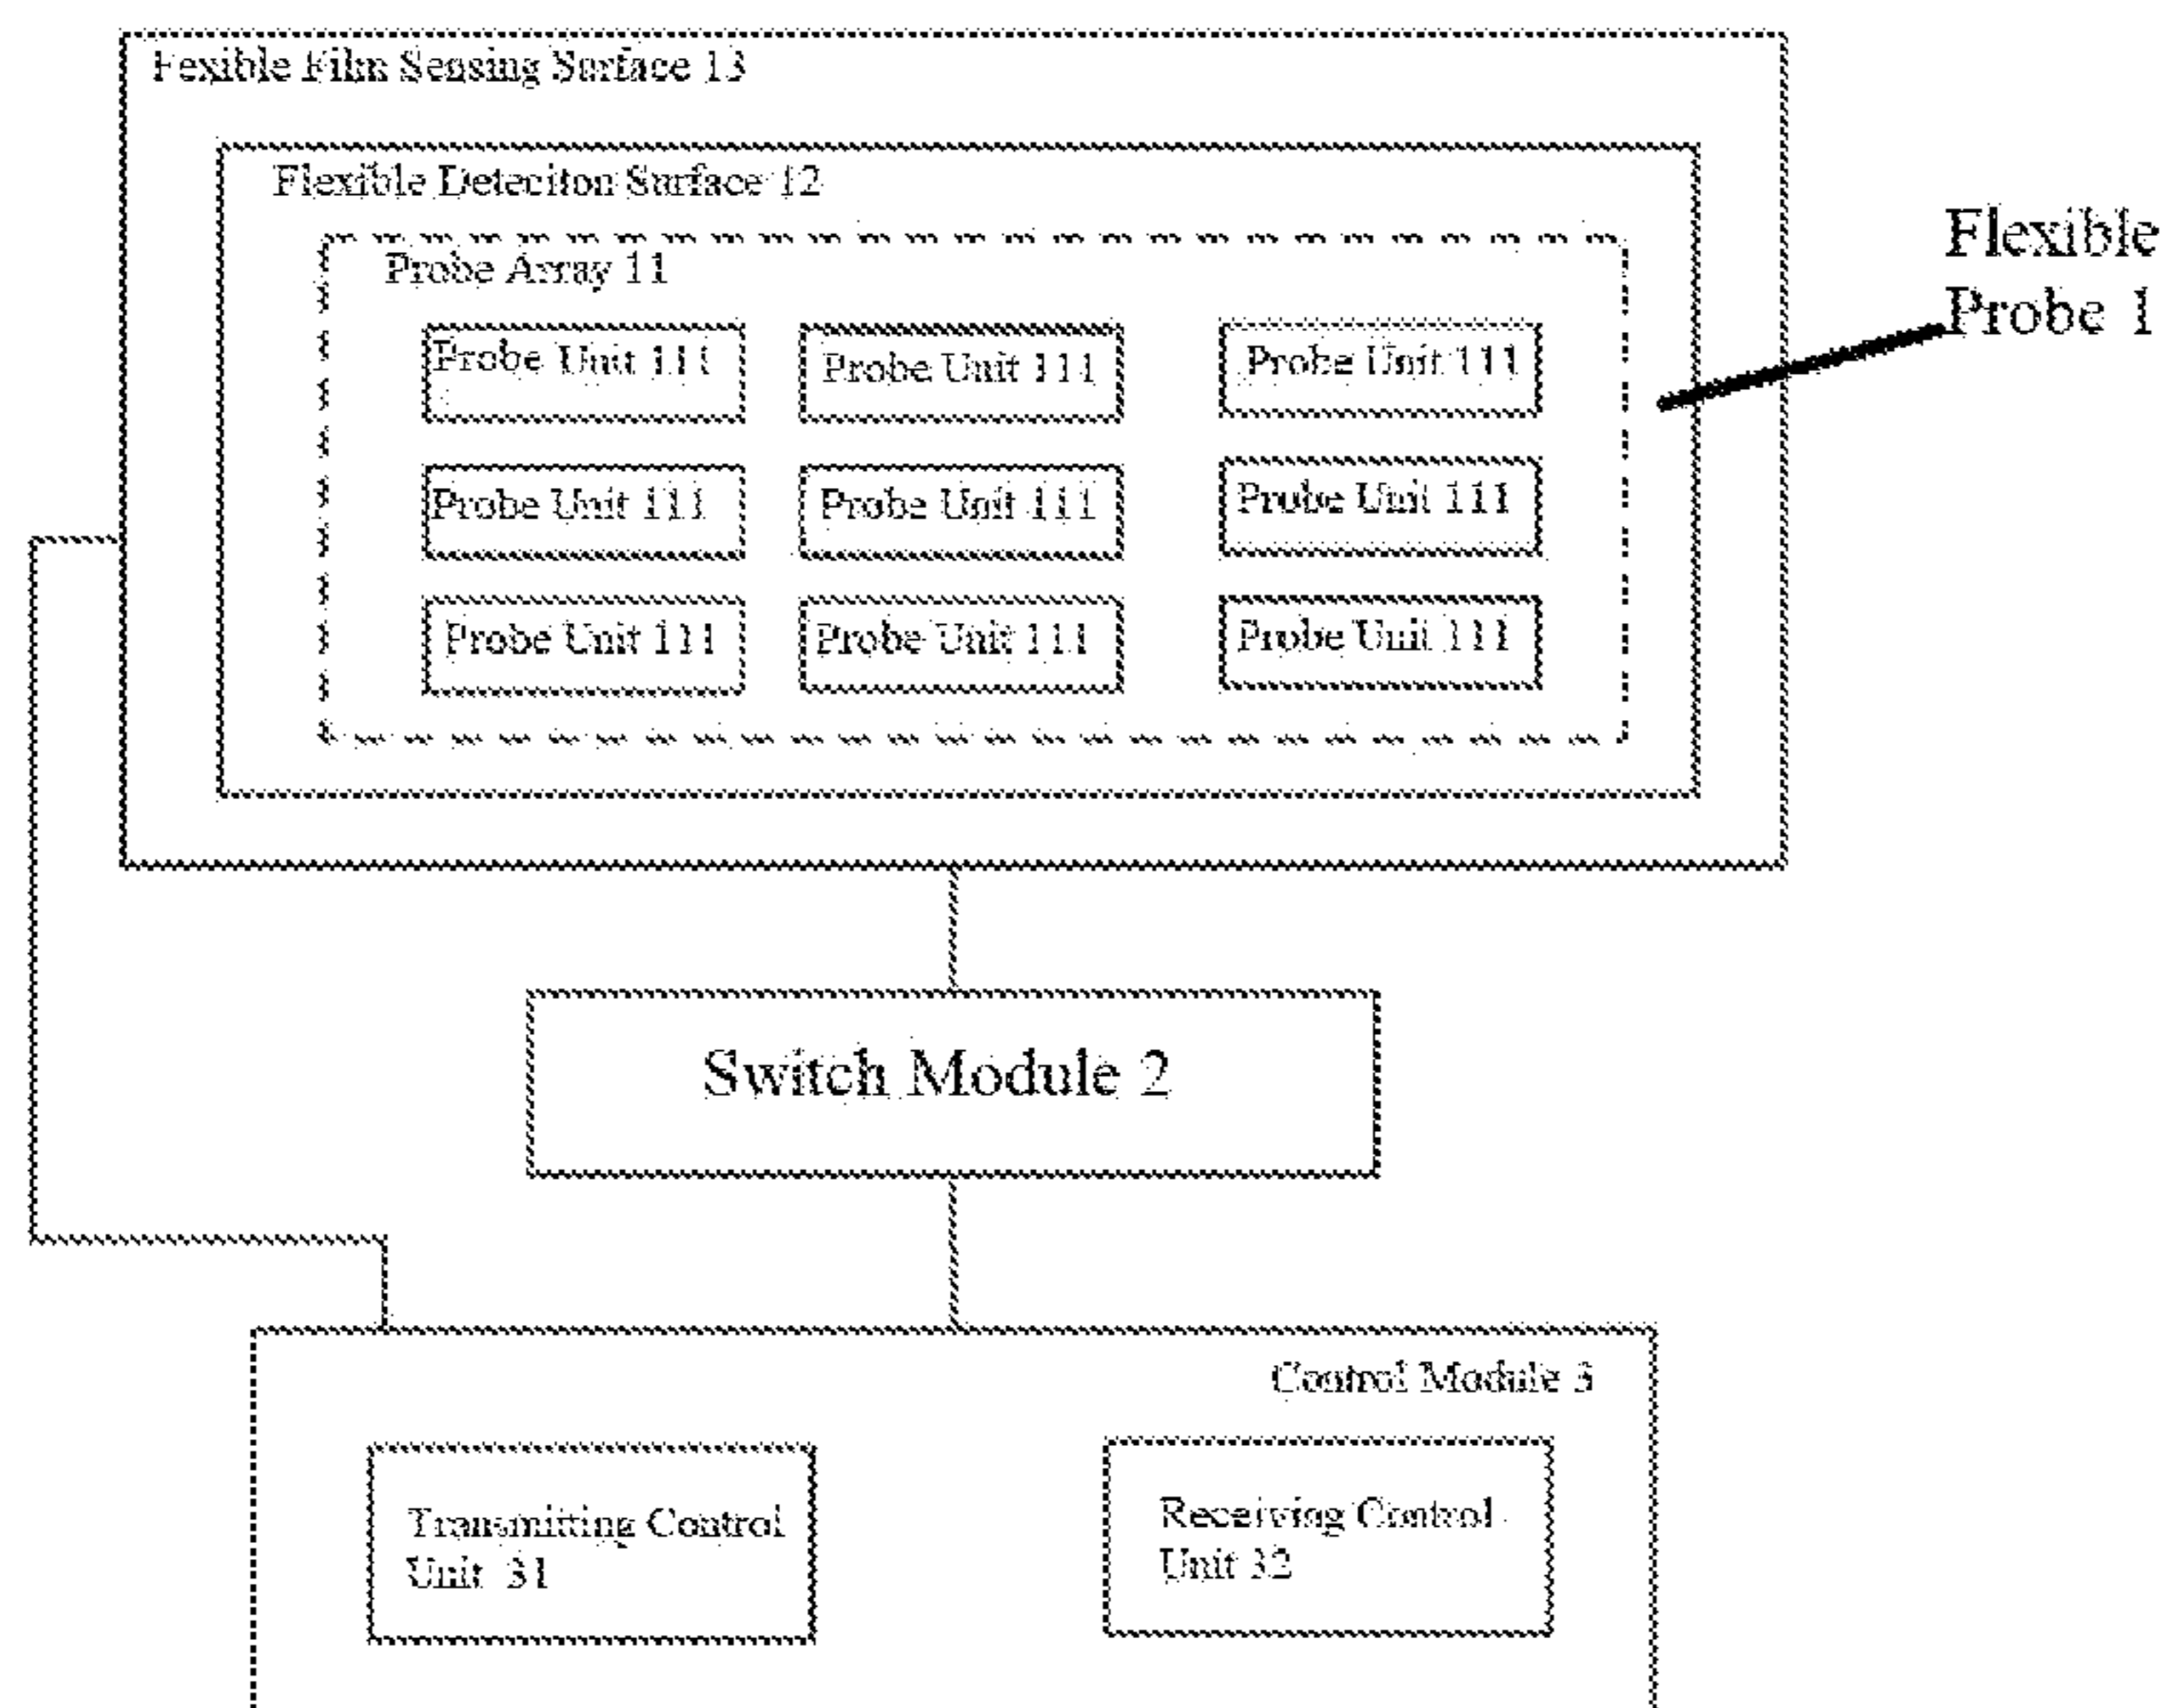 Fexible Film Sensing Surface 13
Flexible Deteciton Surface 12
Probe Array 11
Flexible
Probe 1
Probe Unit 111
Probe Unit 111
Probe Unit 111
Probe Unit 111
Probe Unit 111
Probe Unit 111
Probe Unit 111
Probe Unit 111
Probe Unit 111
Switch Module 2
Control Module 3
Transmitting Control
Unit 31
Receiving Control
Unit 32